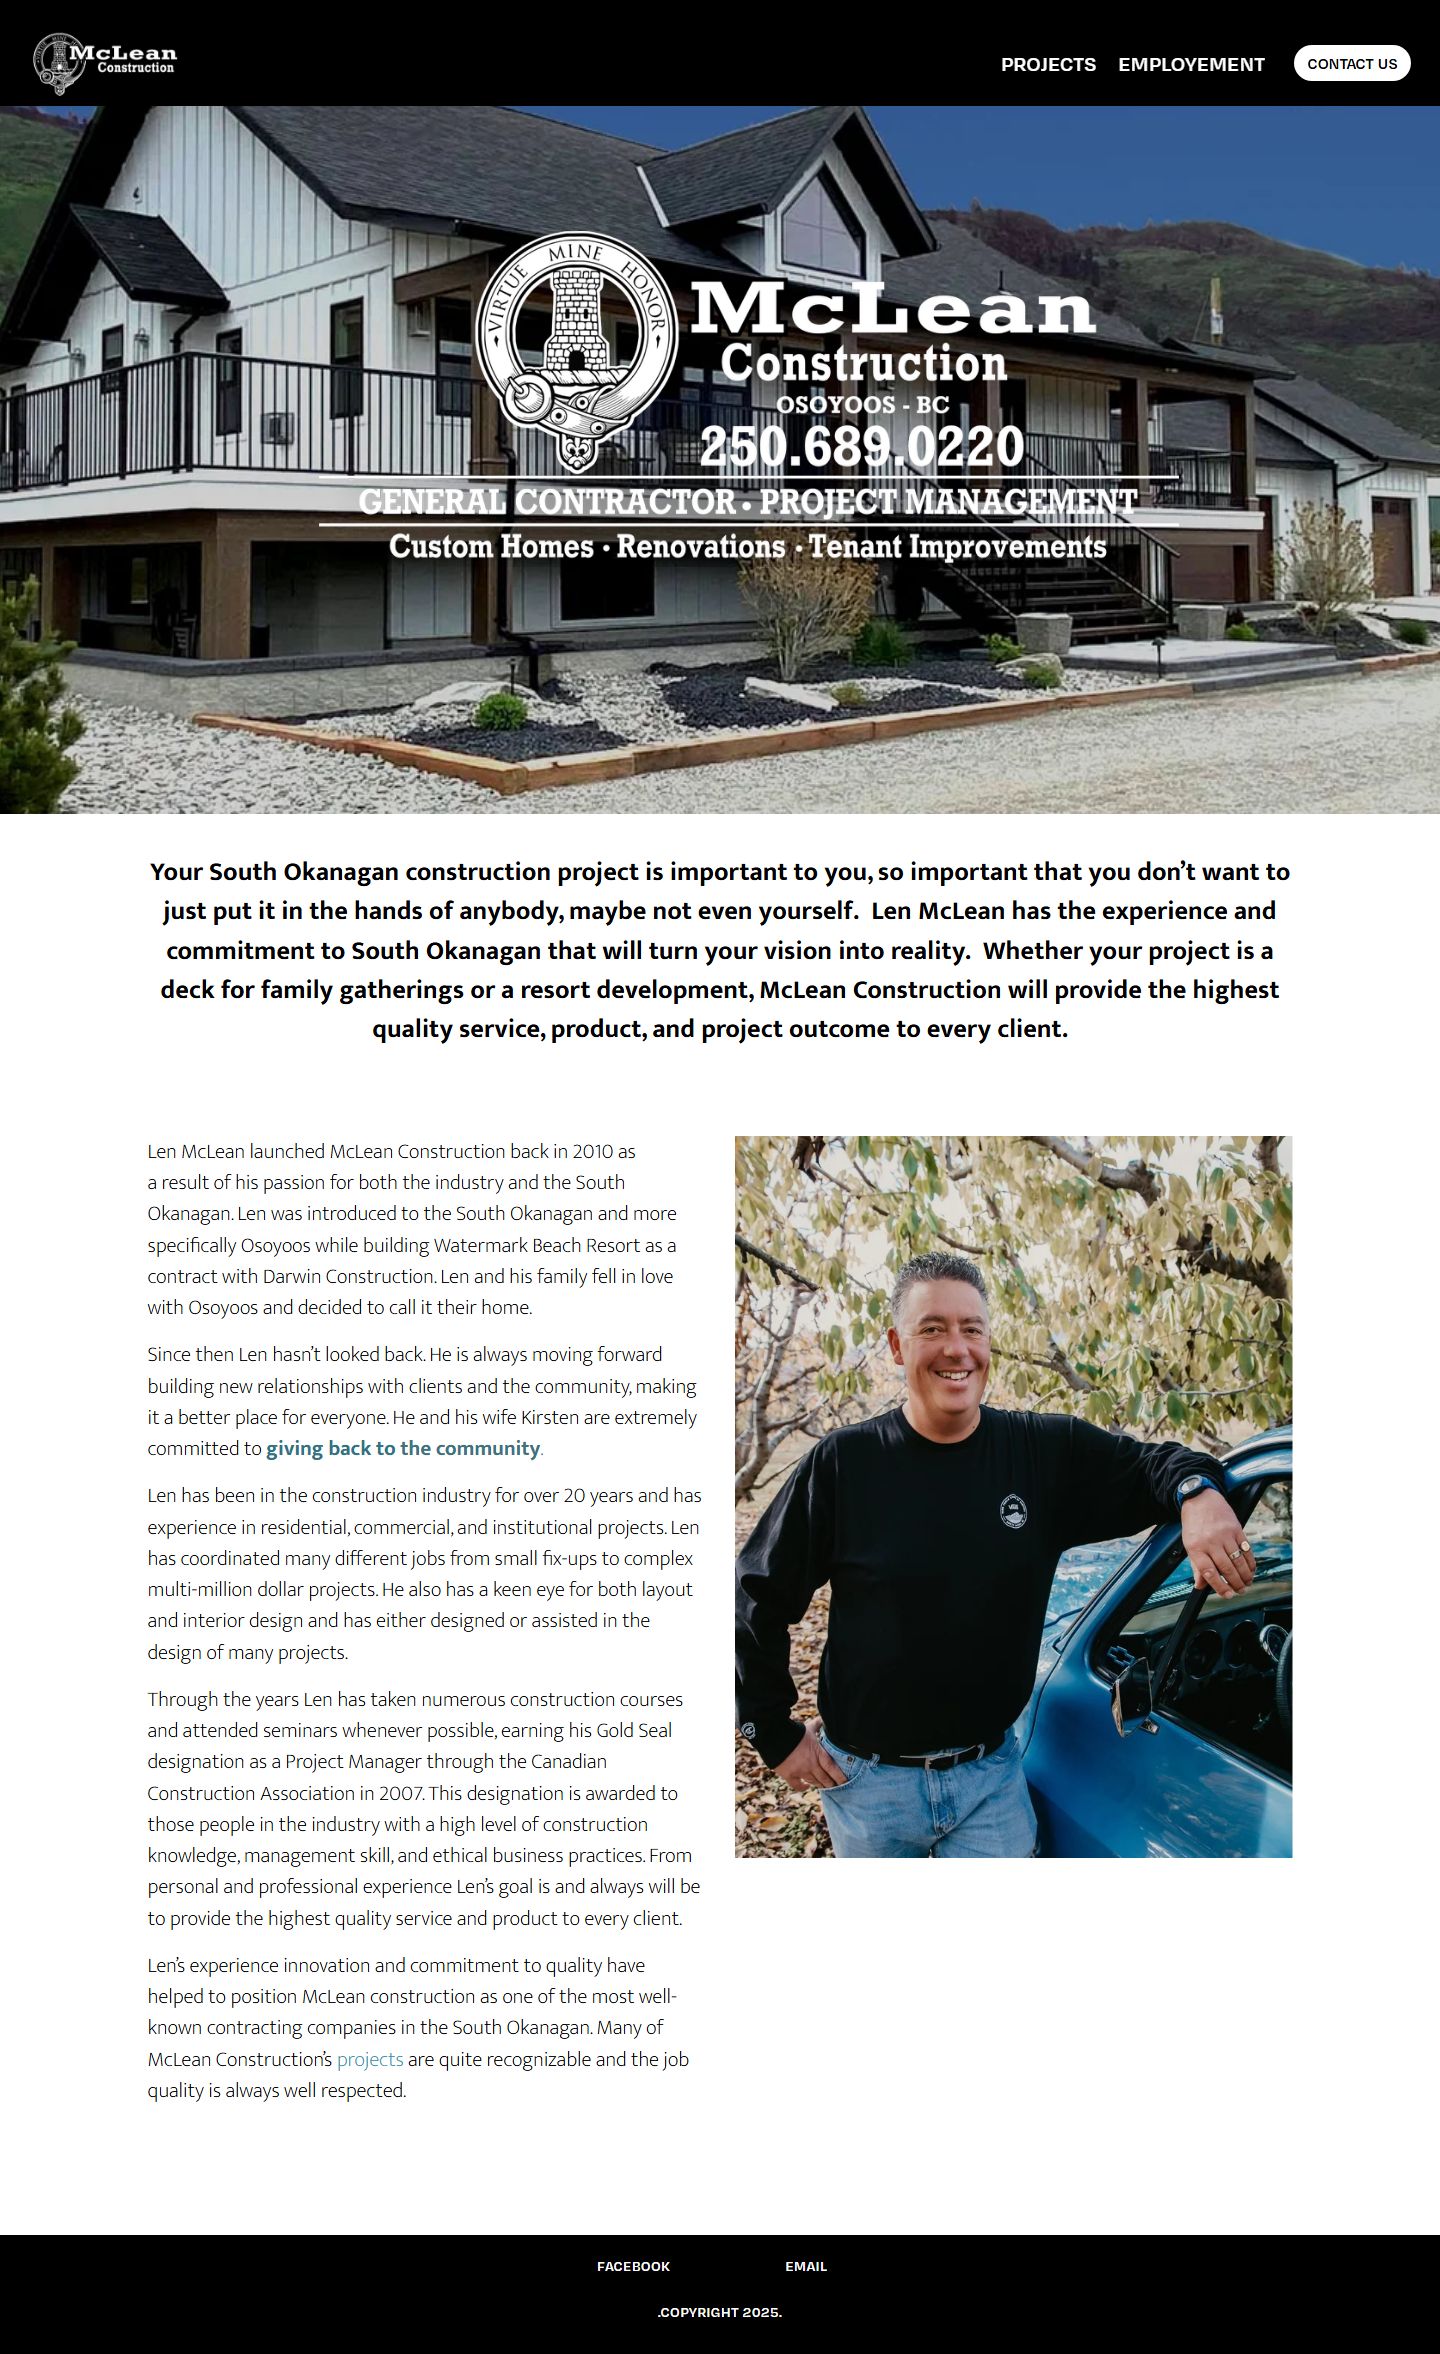 McLean
Construction
PROJECTS
EMPLOYEMENT
CONTACT US
VIRTUE MINE HONOR
McLean
Construction
OSOYOOS - BC
250.689.0220
GENERAL CONTRACTOR • PROJECT MANAGEMENT
Custom Homes • Renovations • Tenant Improvements
Your South Okanagan construction project is important to you, so important that you don’t want to
just put it in the hands of anybody, maybe not even yourself.  Len McLean has the experience and
commitment to South Okanagan that will turn your vision into reality.  Whether your project is a
deck for family gatherings or a resort development, McLean Construction will provide the highest
quality service, product, and project outcome to every client.
Len McLean launched McLean Construction back in 2010 as
a result of his passion for both the industry and the South
Okanagan. Len was introduced to the South Okanagan and more
specifically Osoyoos while building Watermark Beach Resort as a
contract with Darwin Construction. Len and his family fell in love
with Osoyoos and decided to call it their home.
Since then Len hasn’t looked back. He is always moving forward
building new relationships with clients and the community, making
it a better place for everyone. He and his wife Kirsten are extremely
committed to giving back to the community.
Len has been in the construction industry for over 20 years and has
experience in residential, commercial, and institutional projects. Len
has coordinated many different jobs from small fix-ups to complex
multi-million dollar projects. He also has a keen eye for both layout
and interior design and has either designed or assisted in the
design of many projects.
Through the years Len has taken numerous construction courses
and attended seminars whenever possible, earning his Gold Seal
designation as a Project Manager through the Canadian
Construction Association in 2007. This designation is awarded to
those people in the industry with a high level of construction
knowledge, management skill, and ethical business practices. From
personal and professional experience Len’s goal is and always will be
to provide the highest quality service and product to every client.
Len’s experience innovation and commitment to quality have
helped to position McLean construction as one of the most well-
known contracting companies in the South Okanagan. Many of
McLean Construction’s projects are quite recognizable and the job
quality is always well respected.
FACEBOOK
EMAIL
.COPYRIGHT 2025.